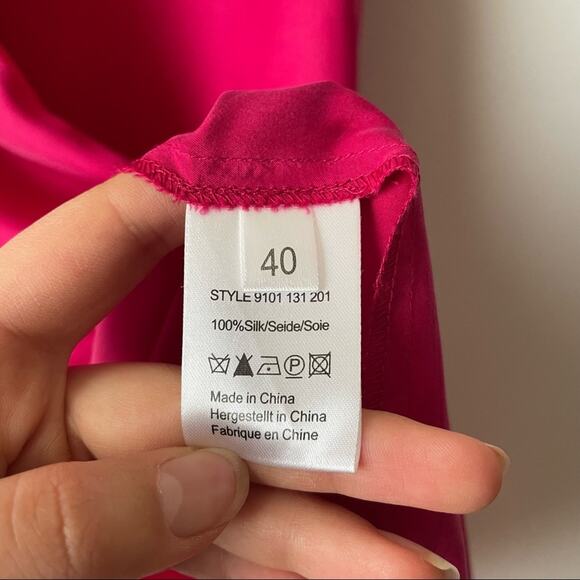 40
STYLE 9101 131 201
100%Silk/Seide/Soie
Made in China
Hergestellt in China
Fabrique en Chine